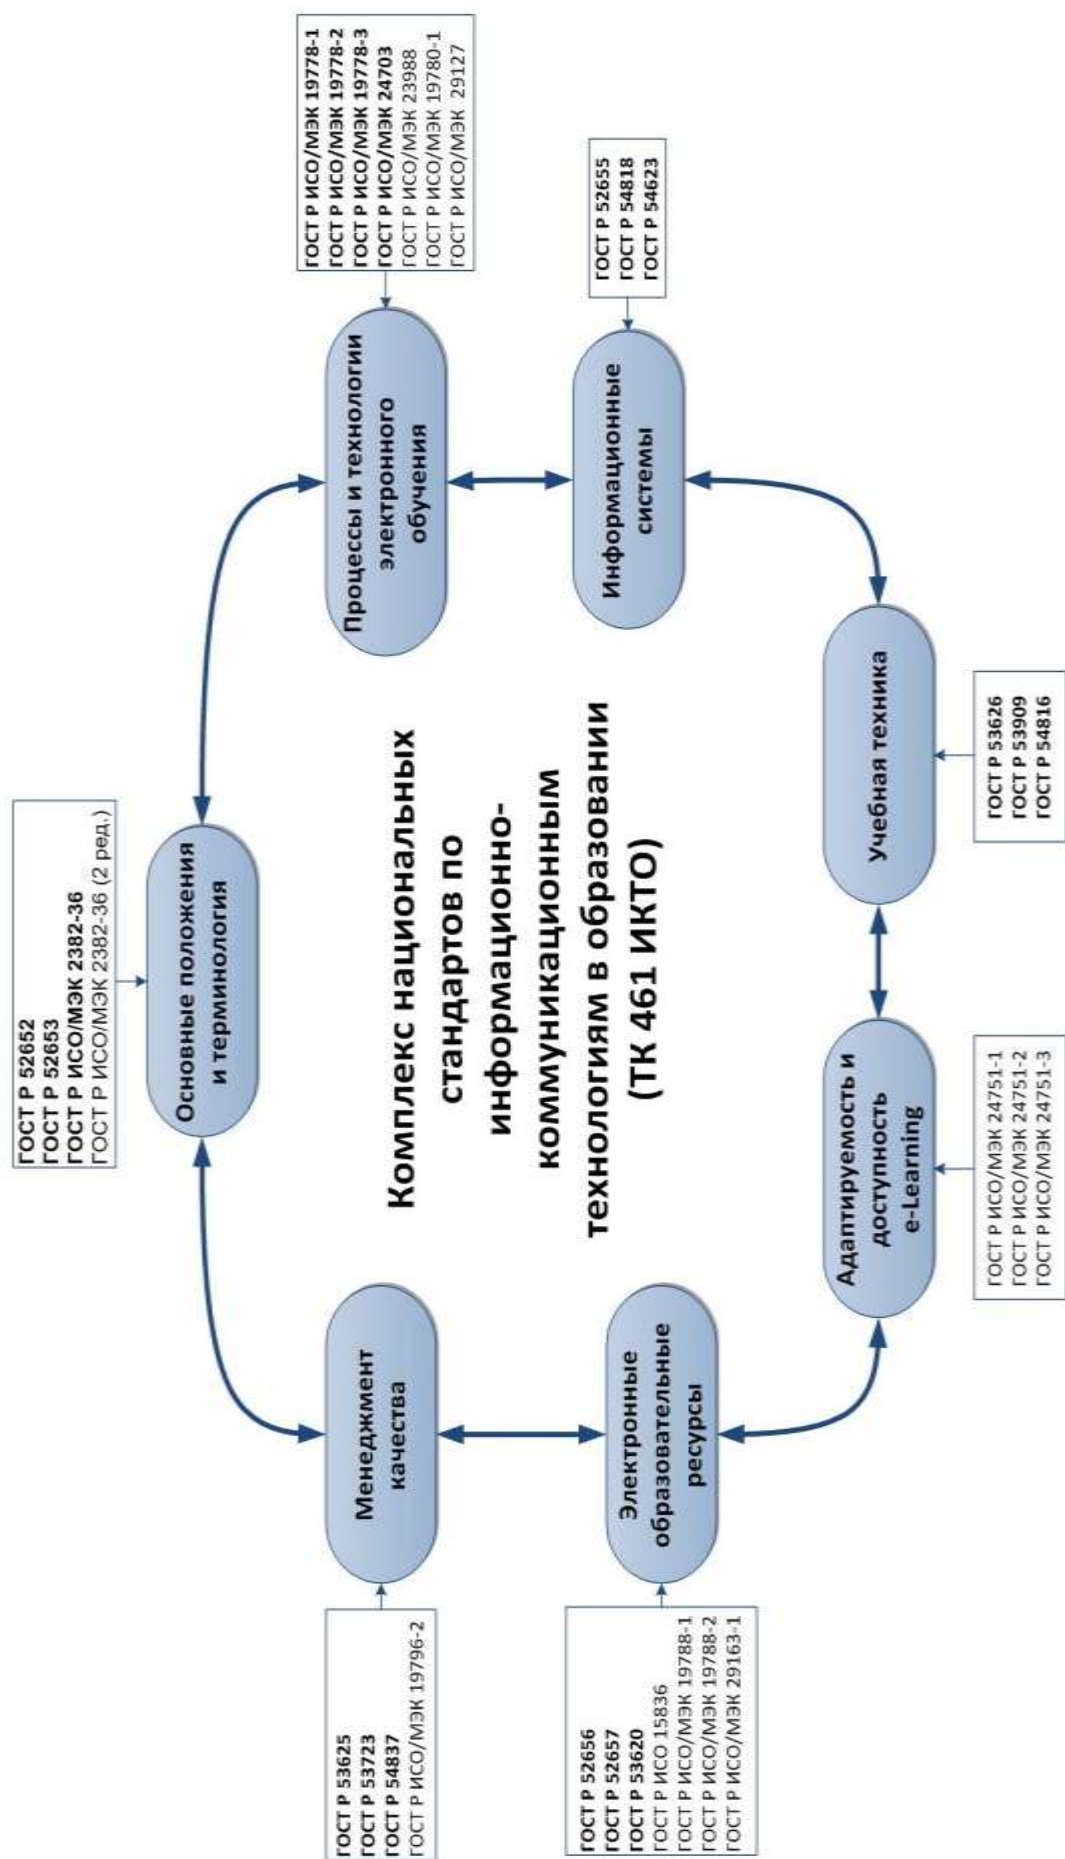 ГОСТ Р 52652
ГОСТ Р 52653
ГОСТ Р ИСО/МЭК 2382-36
ГОСТ Р ИСО/МЭК 2382-36 (2 ред.)
Основные положения
и терминология
ГОСТ Р 53625
ГОСТ Р 53723
ГОСТ Р 54837
ГОСТ Р ИСО/МЭК 19796-2
Менеджмент
качества
Процессы и технологии
электронного
обучения
ГОСТ Р ИСО/МЭК 19778-1
ГОСТ Р ИСО/МЭК 19778-2
ГОСТ Р ИСО/МЭК 19778-3
ГОСТ Р ИСО/МЭК 24703
ГОСТ Р ИСО/МЭК 23988
ГОСТ Р ИСО/МЭК 19780-1
ГОСТ Р ИСО/МЭК 29127
Комплекс национальных
стандартов по
информационно-
коммуникационным
технологиям в образовании
(ТК 461 ИКТО)
ГОСТ Р 52656
ГОСТ Р 52657
ГОСТ Р 53620
ГОСТ Р ИСО 15836
ГОСТ Р ИСО/МЭК 19788-1
ГОСТ Р ИСО/МЭК 19788-2
ГОСТ Р ИСО/МЭК 29163-1
Электронные
образовательные
ресурсы
Информационные
системы
ГОСТ Р 52655
ГОСТ Р 54818
ГОСТ Р 54623
Адаптируемость и
доступность
e-Learning
Учебная техника
ГОСТ Р ИСО/МЭК 24751-1
ГОСТ Р ИСО/МЭК 24751-2
ГОСТ Р ИСО/МЭК 24751-3
ГОСТ Р 53626
ГОСТ Р 53909
ГОСТ Р 54816